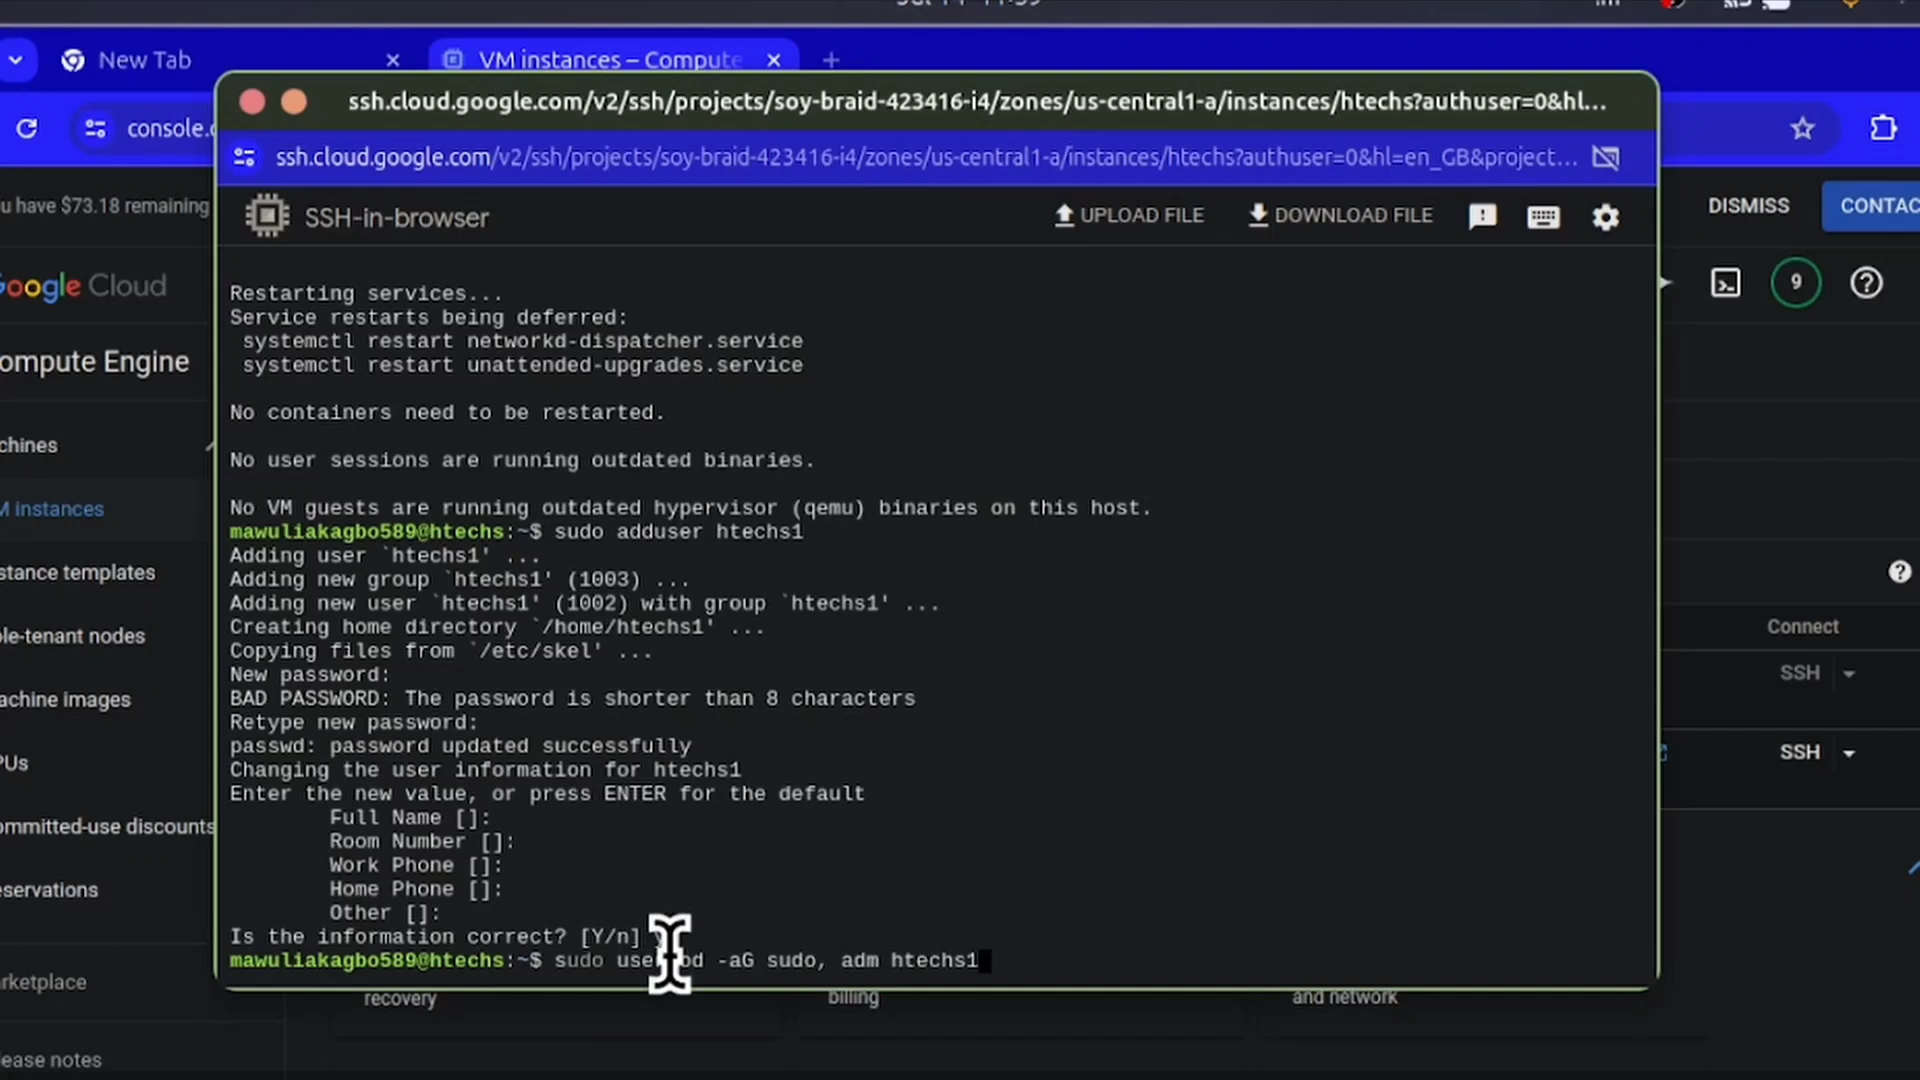 New Tab
VM instances – Compute
ssh.cloud.google.com/v2/ssh/projects/soy-braid-423416-i4/zones/us-central1-a/instances/htechs?authuser=0&hl...
console.c
ssh.cloud.google.com/v2/ssh/projects/soy-braid-423416-i4/zones/us-central1-a/instances/htechs?authuser=0&hl=en_GB&project...
u have $73.18 remaining
SSH-in-browser
UPLOAD FILE
DOWNLOAD FILE
DISMISS
CONTAC
Google Cloud
9
ompute Engine
chines
M instances
stance templates
le-tenant nodes
achine images
PUs
ommitted-use discounts
eservations
rketplace
lease notes
Restarting services...
Service restarts being deferred:
systemctl restart networkd-dispatcher.service
systemctl restart unattended-upgrades.service
No containers need to be restarted.
No user sessions are running outdated binaries.
No VM guests are running outdated hypervisor (qemu) binaries on this host.
mawuliakagbo589@htechs:~$ sudo adduser htechs1
Adding user `htechs1' ...
Adding new group `htechs1' (1003) ...
Adding new user `htechs1' (1002) with group `htechs1' ...
Creating home directory `/home/htechs1' ...
Copying files from `/etc/skel' ...
New password:
BAD PASSWORD: The password is shorter than 8 characters
Retype new password:
passwd: password updated successfully
Changing the user information for htechs1
Enter the new value, or press ENTER for the default
Full Name []:
Room Number []:
Work Phone []:
Home Phone []:
Other []:
Is the information correct? [Y/n]
mawuliakagbo589@htechs:~$ sudo -aG sudo, adm htechs1
Connect
SSH
SSH
recovery
billing
and network